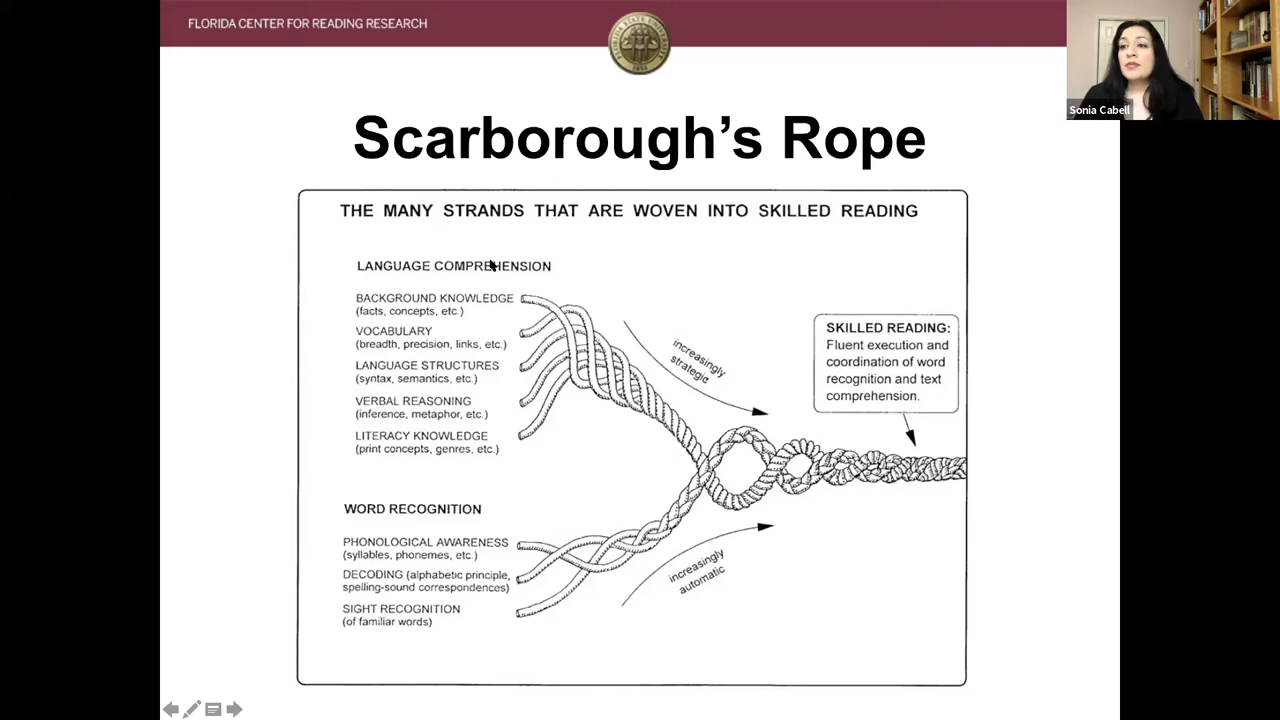 FLORIDA CENTER FOR READING RESEARCH
Sonia Cabell
Scarborough’s Rope
THE MANY STRANDS THAT ARE WOVEN INTO SKILLED READING
LANGUAGE COMPREHENSION
BACKGROUND KNOWLEDGE
(facts, concepts, etc.)
VOCABULARY
(breadth, precision, links, etc.)
LANGUAGE STRUCTURES
(syntax, semantics, etc.)
VERBAL REASONING
(inference, metaphor, etc.)
LITERACY KNOWLEDGE
(print concepts, genres, etc.)
increasingly
strategic
SKILLED READING:
Fluent execution and
coordination of word
recognition and text
comprehension.
WORD RECOGNITION
PHONOLOGICAL AWARENESS
(syllables, phonemes, etc.)
DECODING (alphabetic principle,
spelling-sound correspondences)
SIGHT RECOGNITION
(of familiar words)
increasingly
automatic